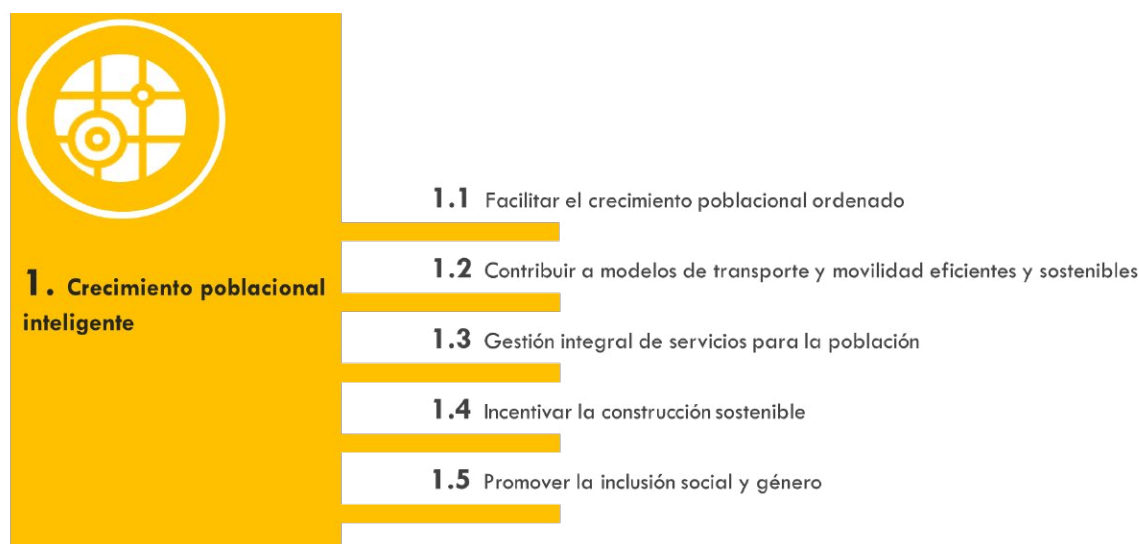 1. Crecimiento poblacional
inteligente
1.1 Facilitar el crecimiento poblacional ordenado
1.2 Contribuir a modelos de transporte y movilidad eficientes y sostenibles
1.3 Gestión integral de servicios para la población
1.4 Incentivar la construcción sostenible
1.5 Promover la inclusión social y género